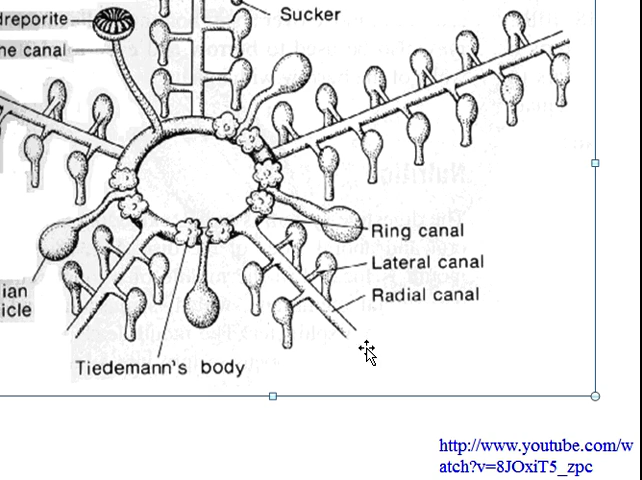 dreporite
Sucker
ne canal
Ring canal
Lateral canal
ian
icle
Radial canal
Tiedemann's body
http://www.youtube.com/w
atch?v=8JOxiT5_zpc